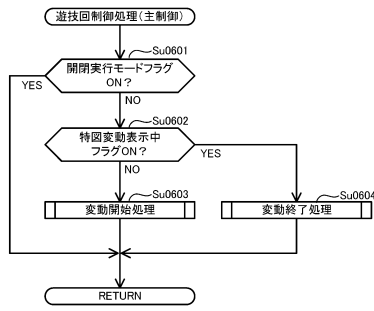 遊技回制御処理(主制御)
Su0601
開閉実行モードフラグ
ON?
YES
NO
Su0602
特図変動表示中
フラグON?
YES
NO
Su0603
変動開始処理
Su0604
変動終了処理
RETURN